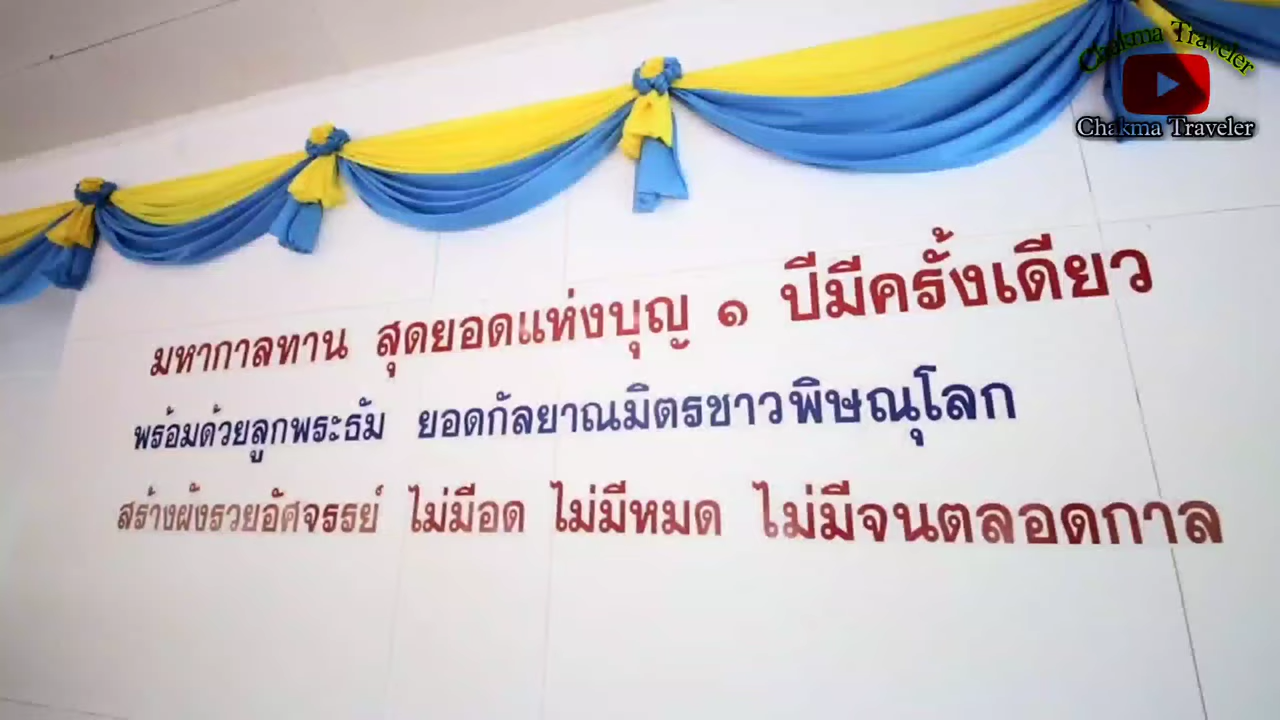 Chakma Traveler
Chakma Traveler
มหากาลทาน สุดยอดแห่งบุญ ๑ ปีมีครั้งเดียว
พร้อมด้วยลูกพระธัม ยอดกัลยาณมิตรชาวพิษณุโลก
สร้างผังรวยอัศจรรย์ ไม่มีอด ไม่มีหมด ไม่มีจนตลอดกาล